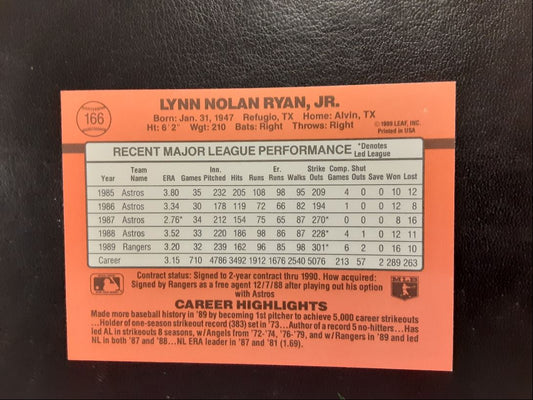 166
LYNN NOLAN RYAN, JR.
Born: Jan. 31, 1947 Refugio, TX Home: Alvin, TX
Ht: 6'2" Wgt: 210 Bats: Right Throws: Right
©1989 LEAF, INC.
Printed in USA
RECENT MAJOR LEAGUE PERFORMANCE *Denotes Led League
Year Team Name ERA Games Inn. Pitched Hits Runs Er. Runs Walks Strike Outs Comp. Games Shut Outs Save Won Lost
1985 Astros 3.80 35 232 205 108 98 95 209 4 0 0 10 12
1986 Astros 3.34 30 178 119 72 66 82 194 1 0 0 12 8
1987 Astros 2.76* 34 212 154 75 65 87 270* 0 0 0 8 16
1988 Astros 3.52 33 220 186 98 86 87 228* 4 1 0 12 11
1989 Rangers 3.20 32 239 162 96 85 98 301* 6 2 0 16 10
Career 3.15 710 4786 3492 1912 1676 2540 5076 213 57 2 289 263
Contract status: Signed to 2-year contract thru 1990. How acquired:
Signed by Rangers as a free agent 12/7/88 after playing out his option
with Astros
CAREER HIGHLIGHTS
Made more baseball history in '89 by becoming 1st pitcher to achieve 5,000 career strikeouts
...Holder of one-season strikeout record (383) set in '73...Author of a record 5 no-hitters...Has
led AL in strikeouts 8 seasons, w/Angels from '72-'74, '76-'79, and w/Rangers in '89 and led
NL in both '87 and '88...NL ERA leader in '87 and '81 (1.69).